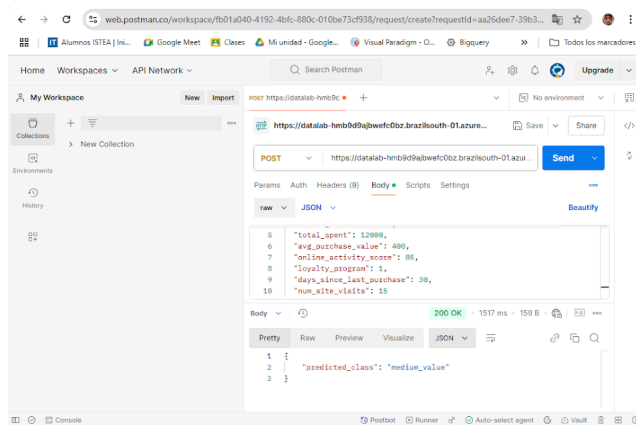 web.postman.co/workspace/fb01a040-4192-4bfc-880c-010be73cf938/request/create?requestId=aa26dee7-39b3...
Alumnos ISTEA | Ini... Google Meet Clases Mi unidad - Google... Visual Paradigm - O... Bigquery » Todos los marcadores
Home Workspaces API Network Search Postman Upgrade
My Workspace New Import POST https://datalab-hmb9c + No environment
Collections + New Collection
Environments
History
HTTP https://datalab-hmb9d9ajbwefc0bz.brazilsouth-01.azure... Save Share
POST https://datalab-hmb9d9ajbwefc0bz.brazilsouth-01.azur... Send
Params Auth Headers (9) Body Scripts Settings
raw JSON Beautify
5 "total_spent": 12000,
6 "avg_purchase_value": 400,
7 "online_activity_score": 85,
8 "loyalty_program": 1,
9 "days_since_last_purchase": 30,
10 "num_site_visits": 15
Body 200 OK 1517 ms 159 B
Pretty Raw Preview Visualize JSON
1 {
2 "predicted_class": "medium_value"
3 }
Console Postbot Runner Auto-select agent Vault